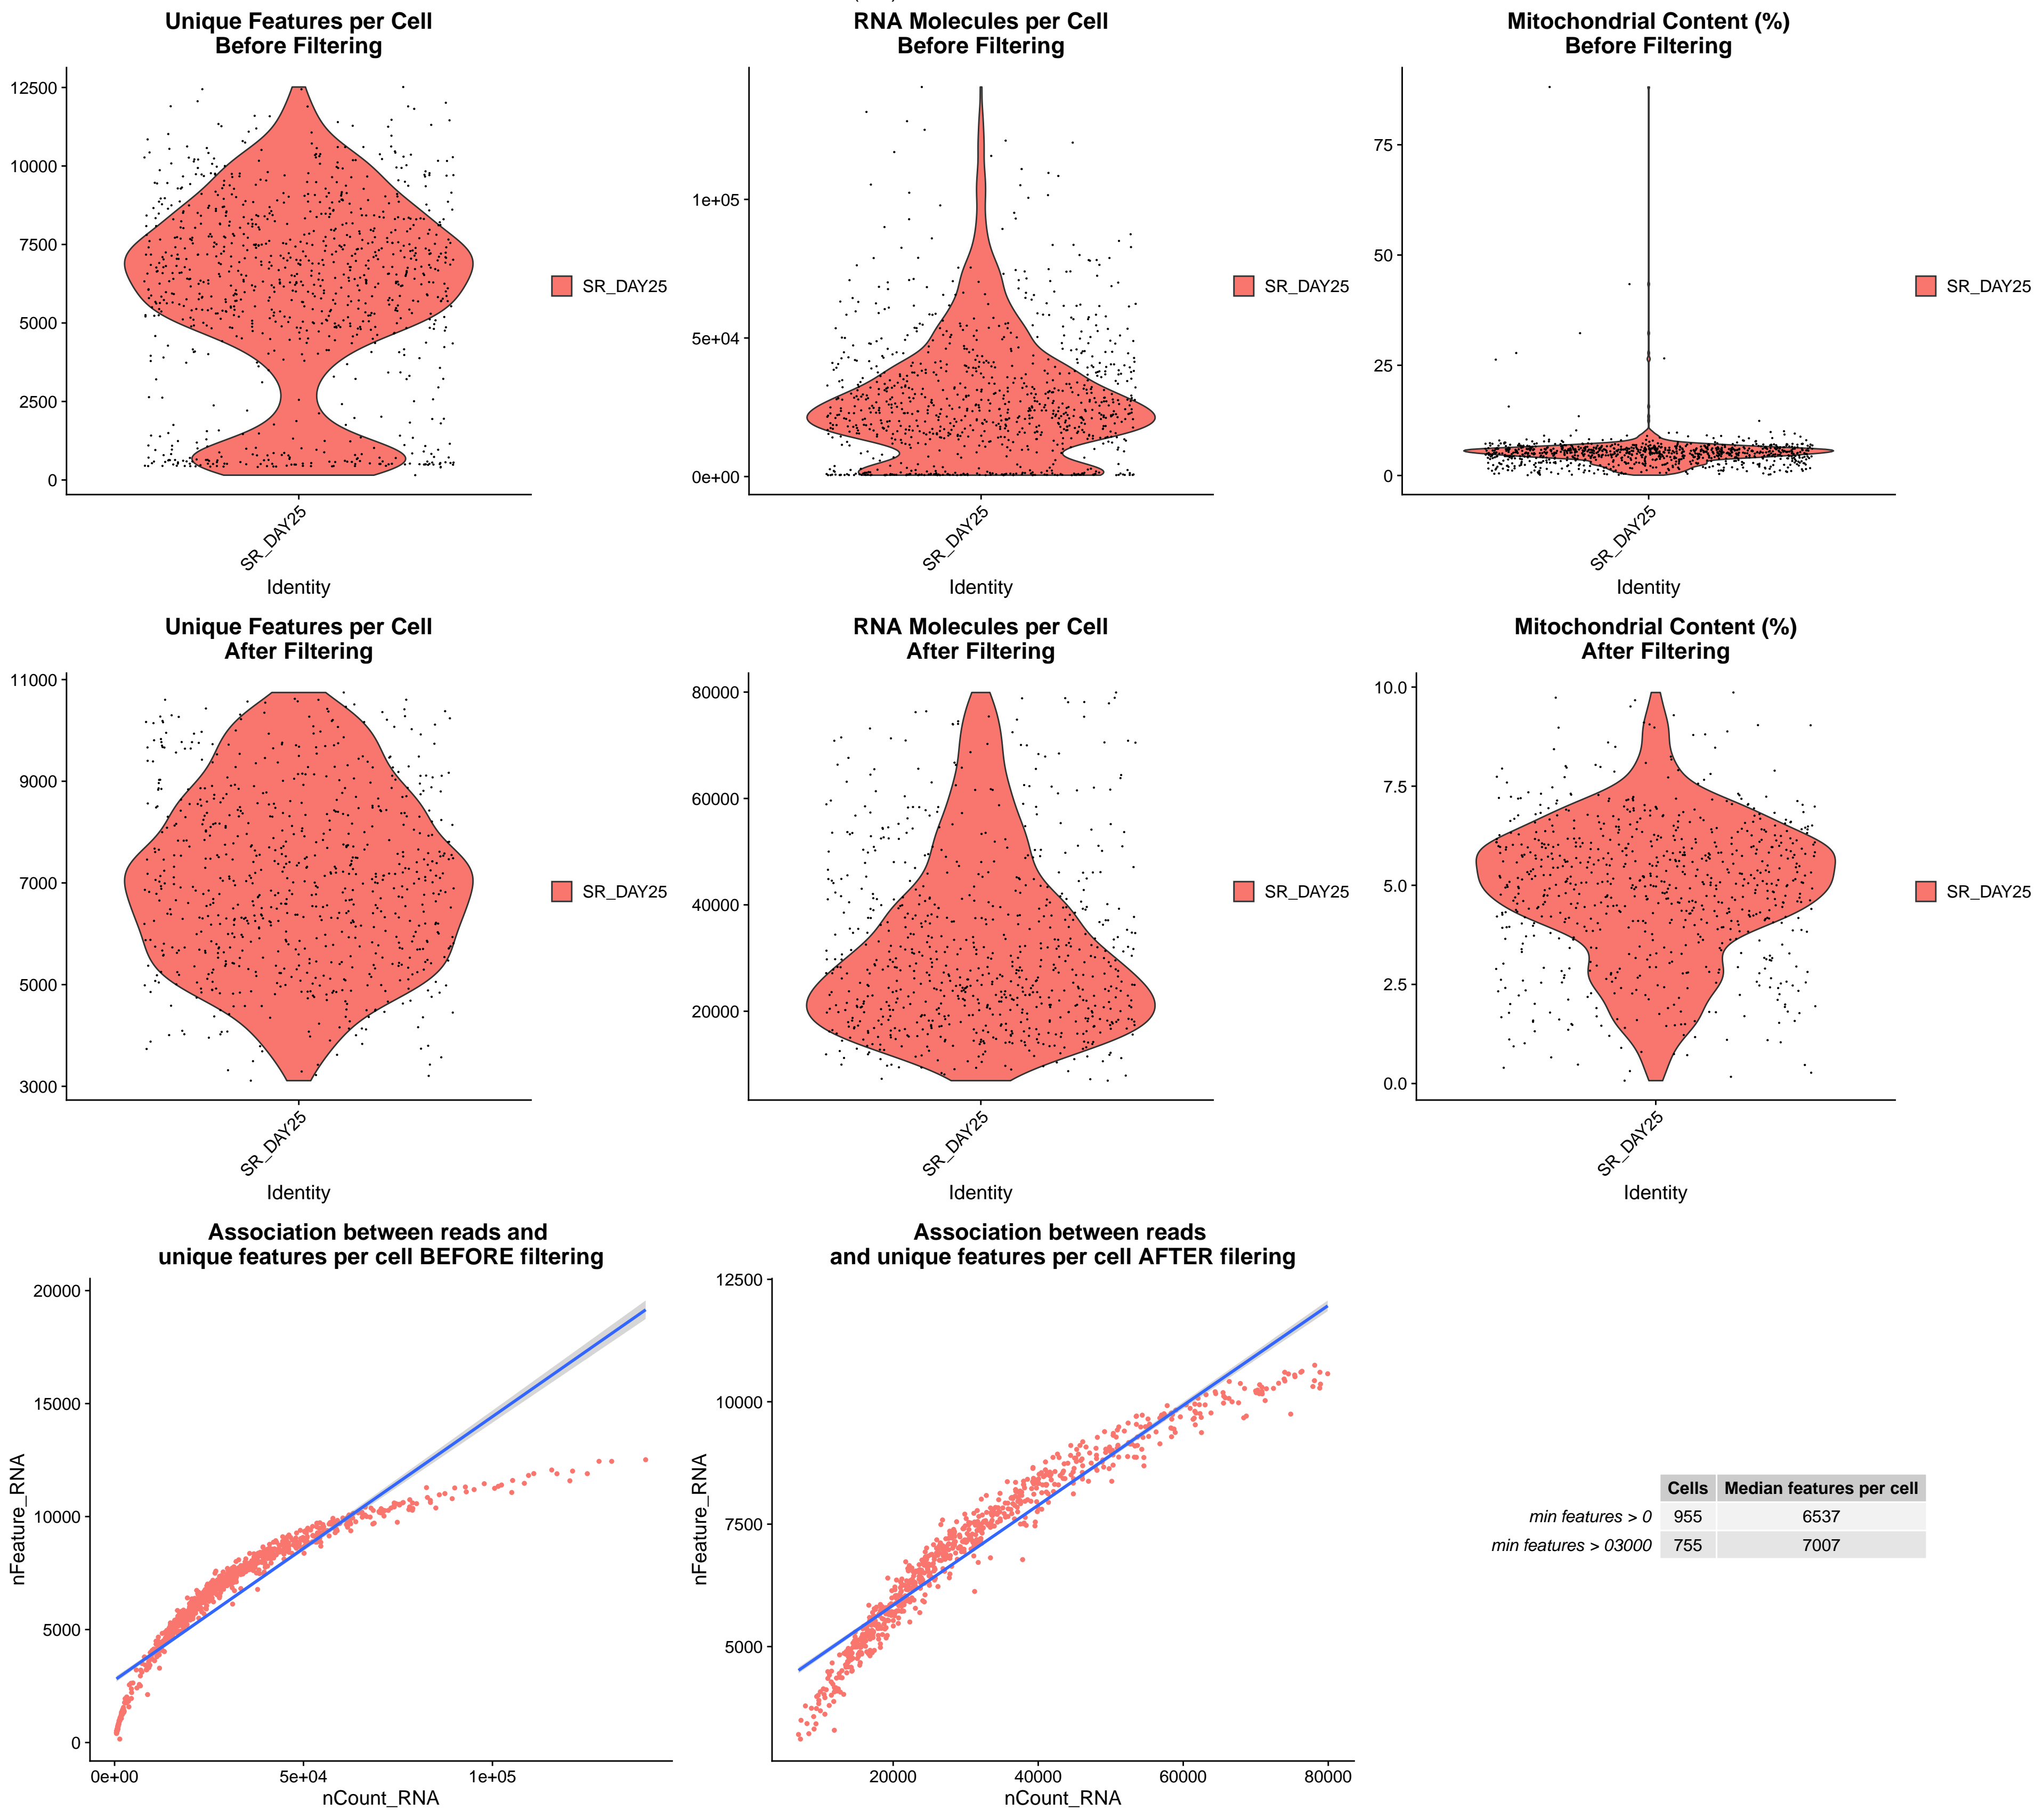 Unique Features per Cell
Before Filtering
12500
10000
7500
5000
2500
0
SR_DAY25
Identity
SR_DAY25
RNA Molecules per Cell
Before Filtering
1e+05
5e+04
0e+00
SR_DAY25
Identity
SR_DAY25
Mitochondrial Content (%)
Before Filtering
75
50
25
0
SR_DAY25
Identity
SR_DAY25
Unique Features per Cell
After Filtering
11000
9000
7000
5000
3000
SR_DAY25
Identity
SR_DAY25
RNA Molecules per Cell
After Filtering
80000
60000
40000
20000
SR_DAY25
Identity
SR_DAY25
Mitochondrial Content (%)
After Filtering
10.0
7.5
5.0
2.5
0.0
SR_DAY25
Identity
SR_DAY25
Association between reads and
unique features per cell BEFORE filtering
nFeature_RNA
20000
15000
10000
5000
0
0e+00 5e+04 1e+05
nCount_RNA
Association between reads
and unique features per cell AFTER filering
nFeature_RNA
12500
10000
7500
5000
20000 40000 60000 80000
nCount_RNA
Cells Median features per cell
min features > 0 955 6537
min features > 03000 755 7007